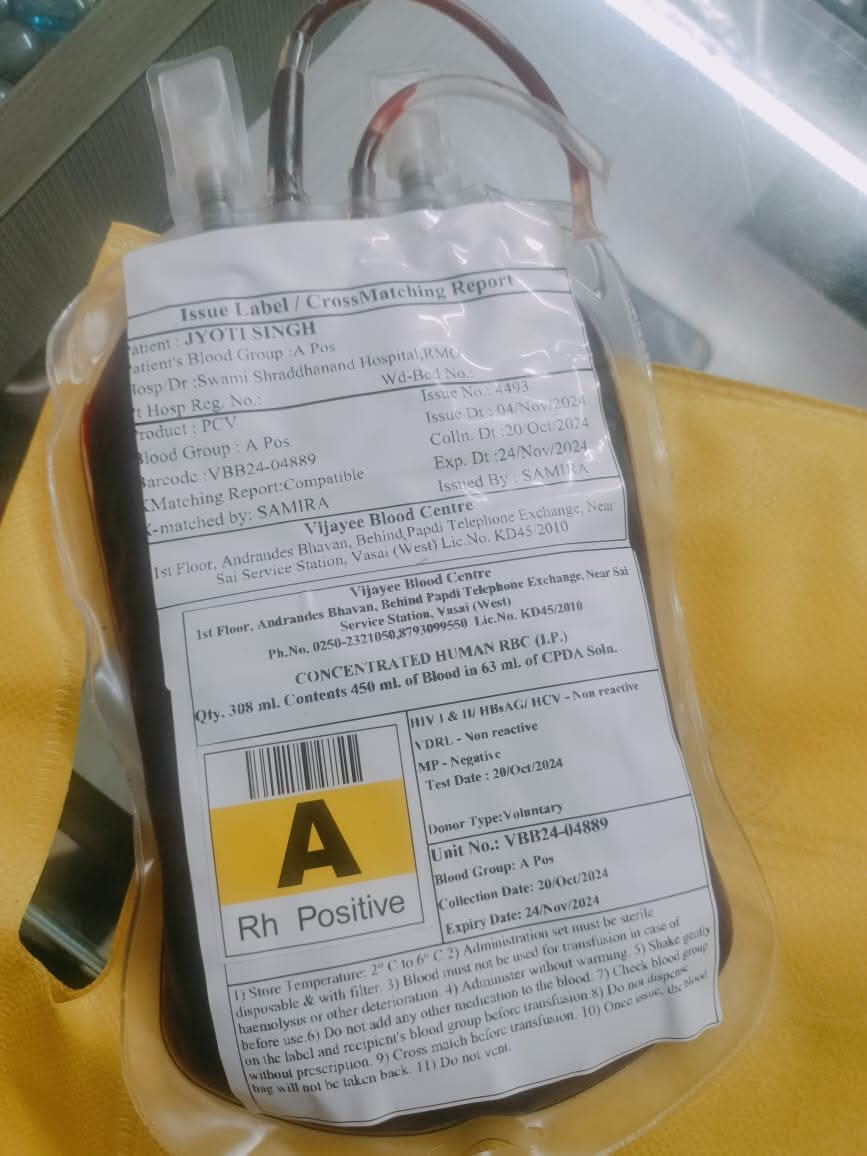 Issue Label / CrossMatching Report
atient : JYOTI SINGH
atient's Blood Group :A Pos
Hosp/Dr :Swami Shraddhanand Hospital,RMC
t Hosp Reg. No.: Wd-Bed No.:
roduct : PCV Issue No.: 4493
Blood Group : A Pos Issue Dt : 04/Nov/2024
Barcode :VBB24-04889 Colln. Dt :20/Oct/2024
XMatching Report:Compatible Exp. Dt :24/Nov/2024
X-matched by: SAMIRA Issued By : SAMIRA
Vijayee Blood Centre
1st Floor, Andrandes Bhavan, Behind Papdi Telephone Exchange, Near
Sai Service Station, Vasai (West) Lic.No. KD45/2010
Vijayee Blood Centre
1st Floor, Andrandes Bhavan, Behind Papdi Telephone Exchange, Near Sai
Service Station, Vasai (West)
Ph.No. 0250-2321050,8793099550 Lic.No. KD45/2010
CONCENTRATED HUMAN RBC (I.P.)
Qty. 308 ml. Contents 450 ml. of Blood in 63 ml. of CPDA Soln.
HIV I & II/ HBsAG/ HCV - Non reactive
VDRL - Non reactive
MP - Negative
Test Date : 20/Oct/2024
Donor Type:Voluntary
A
Rh Positive
Unit No.: VBB24-04889
Blood Group: A Pos
Collection Date: 20/Oct/2024
Expiry Date: 24/Nov/2024
1) Store Temperature: 2° C to 6° C 2) Administration set must be sterile
disposable & with filter. 3) Blood must not be used for transfusion in case of
haemolysis or other deterioration. 4) Administer without warming. 5) Shake gently
before use.6) Do not add any other medication to the blood. 7) Check blood group
on the label and recipient's blood group before transfusion.8) Do not dispense
without prescription. 9) Cross match before transfusion. 10) Once issue, the blood
bag will not be taken back. 11) Do not vent.